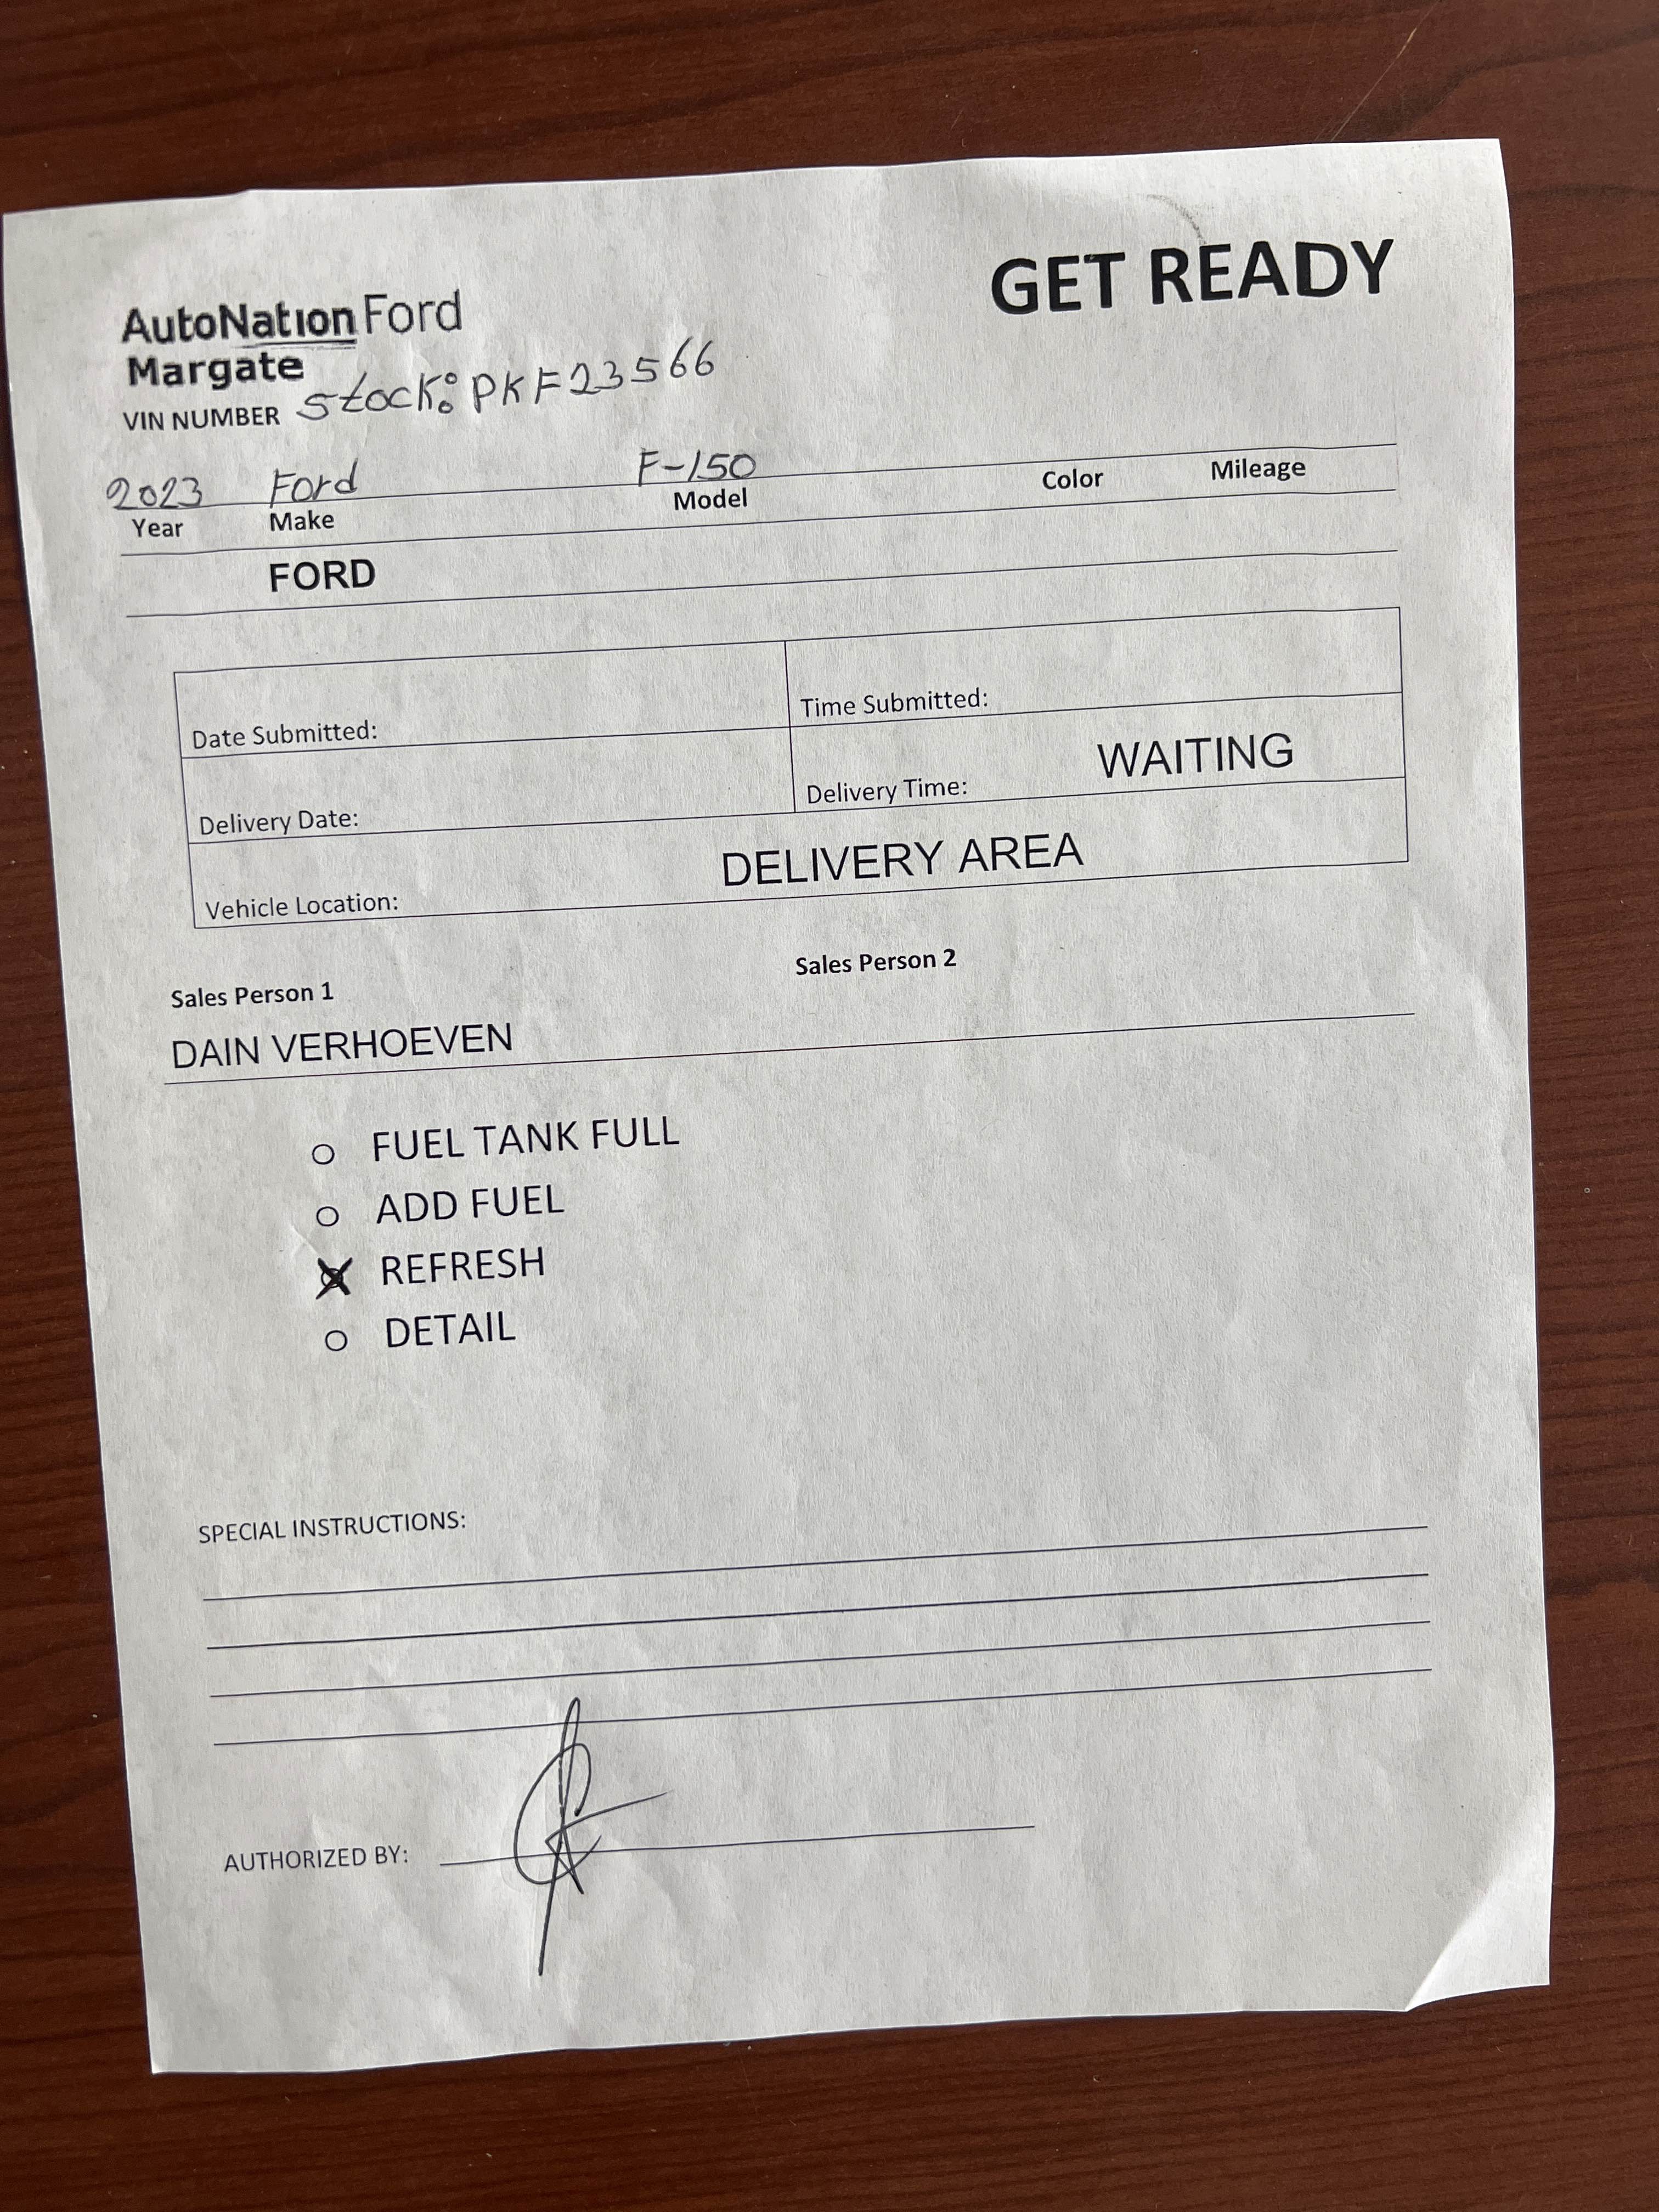 GET READY
AutoNation Ford
Margate
VIN NUMBER Stock: PKF23566
2023 Ford F-150
Year Make Model Color Mileage
FORD
Date Submitted: Time Submitted:
Delivery Date: Delivery Time: WAITING
Vehicle Location: DELIVERY AREA
Sales Person 1 Sales Person 2
DAIN VERHOEVEN
FUEL TANK FULL
ADD FUEL
REFRESH
DETAIL
SPECIAL INSTRUCTIONS:
AUTHORIZED BY: